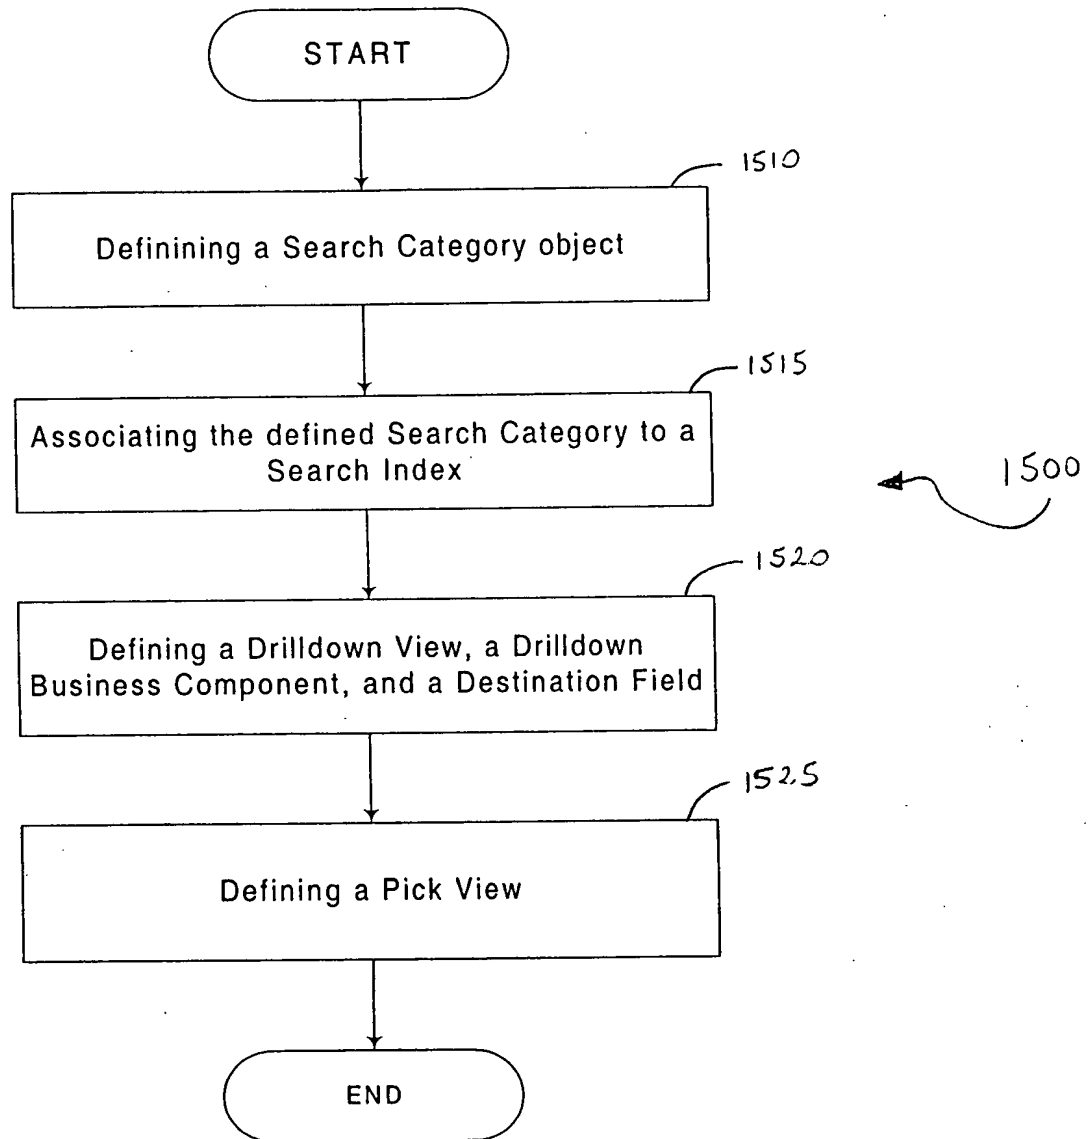 START
1510
Definining a Search Category object
1515
Associating the defined Search Category to a
Search Index
1500
1520
Defining a Drilldown View, a Drilldown
Business Component, and a Destination Field
1525
Defining a Pick View
END